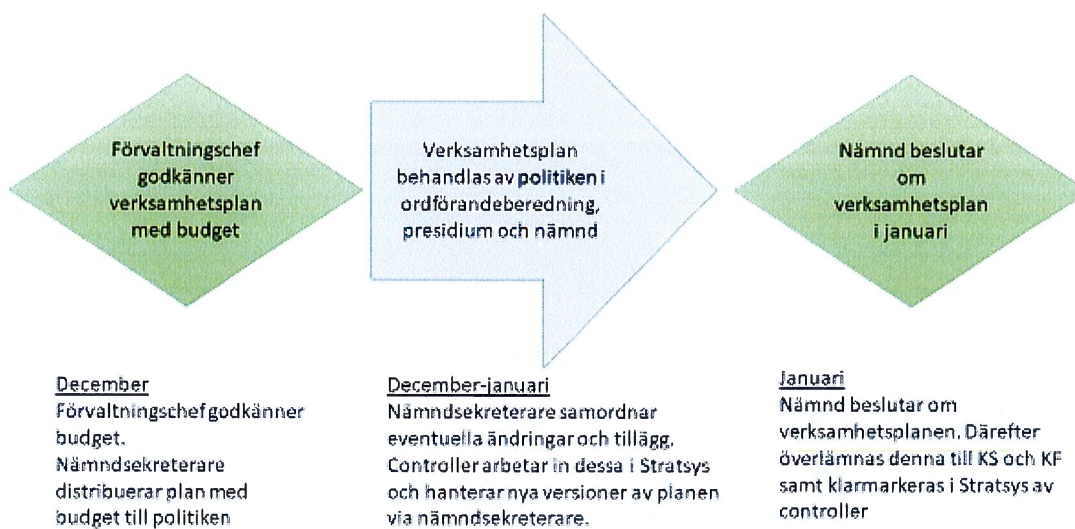 Förvaltningschef
godkänner
verksamhetsplan
med budget
Verksamhetsplan
behandlas av politiken i
ordförandeberedning,
presidium och nämnd
Nämnd beslutar
om
verksamhetsplan
i januari
December
Förvaltningschef godkänner
budget.
Nämndsekreterare
distribuerar plan med
budget till politiken
December-januari
Nämndsekreterare samordnar
eventuella ändringar och tillägg.
Controller arbetar in dessa i Stratsys
och hanterar nya versioner av planen
via nämndsekreterare.
Januari
Nämnd beslutar om
verksamhetsplanen. Därefter
överlämnas denna till KS och KF
samt klarmarkeras i Stratsys av
controller